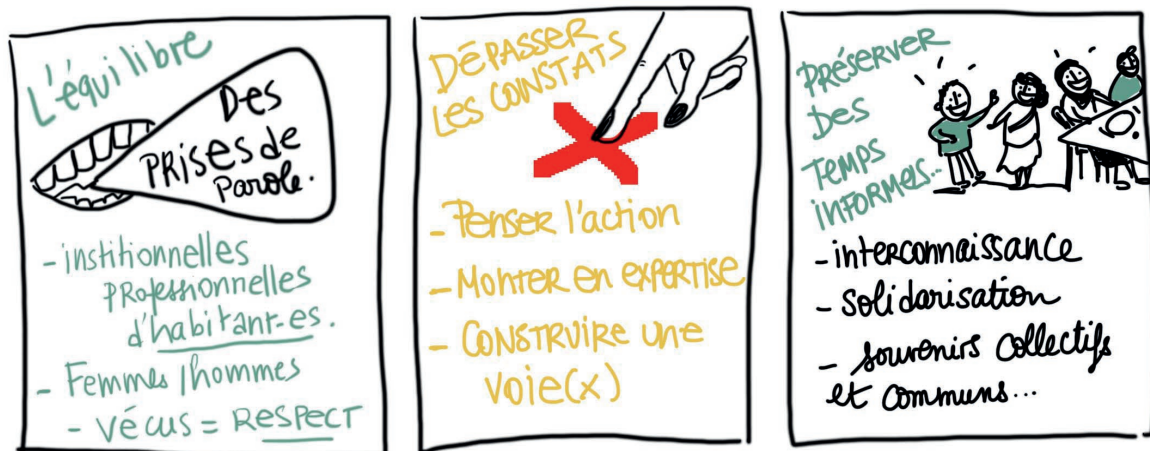 L'équilibre
Des
PRises de
Parole.
- institionnelles
PRofessionnelles
d'habitant-es.
- Femmes / hommes
- vécus = RESPECT
DÉPASSER
LES CONSTATS
- Penser l'action
- Monter en expertise
- CONSTRUIRE une
voie(x)
PRÉSERVER
Des
TEMPS
INFORMELS..
- interconnaissance
- Solidarisation
- souvenirs collectifs
et communs...